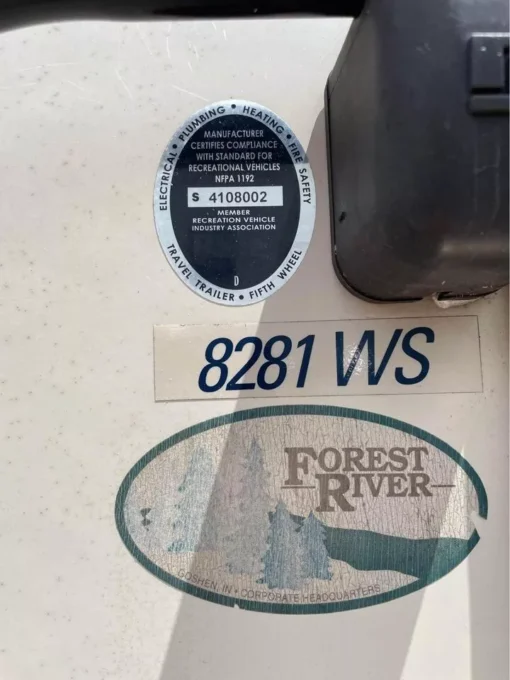 ELECTRICAL • PLUMBING • HEATING • FIRE SAFETY
MANUFACTURER
CERTIFIES COMPLIANCE
WITH STANDARD FOR
RECREATIONAL VEHICLES
NFPA 1192
S 4108002
MEMBER
RECREATION VEHICLE
INDUSTRY ASSOCIATION
D
TRAVEL TRAILER • FIFTH WHEEL
8281 WS
FOREST
RIVER
GOSHEN, IN • CORPORATE HEADQUARTERS